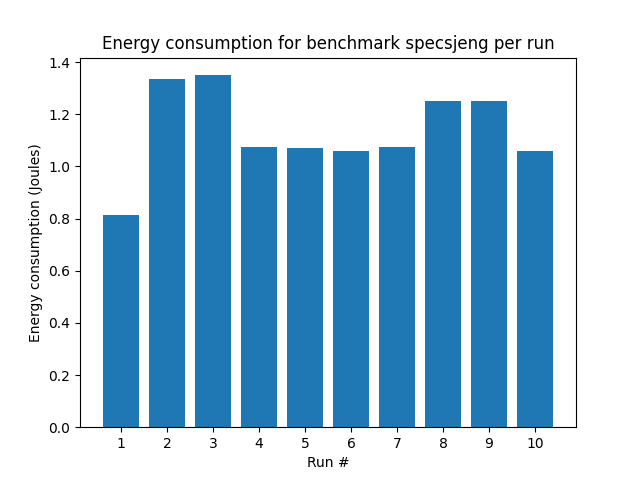 Energy consumption for benchmark specsjeng per run
Energy consumption (Joules)
1.4
1.2
1.0
0.8
0.6
0.4
0.2
0.0
1 2 3 4 5 6 7 8 9 10
Run #